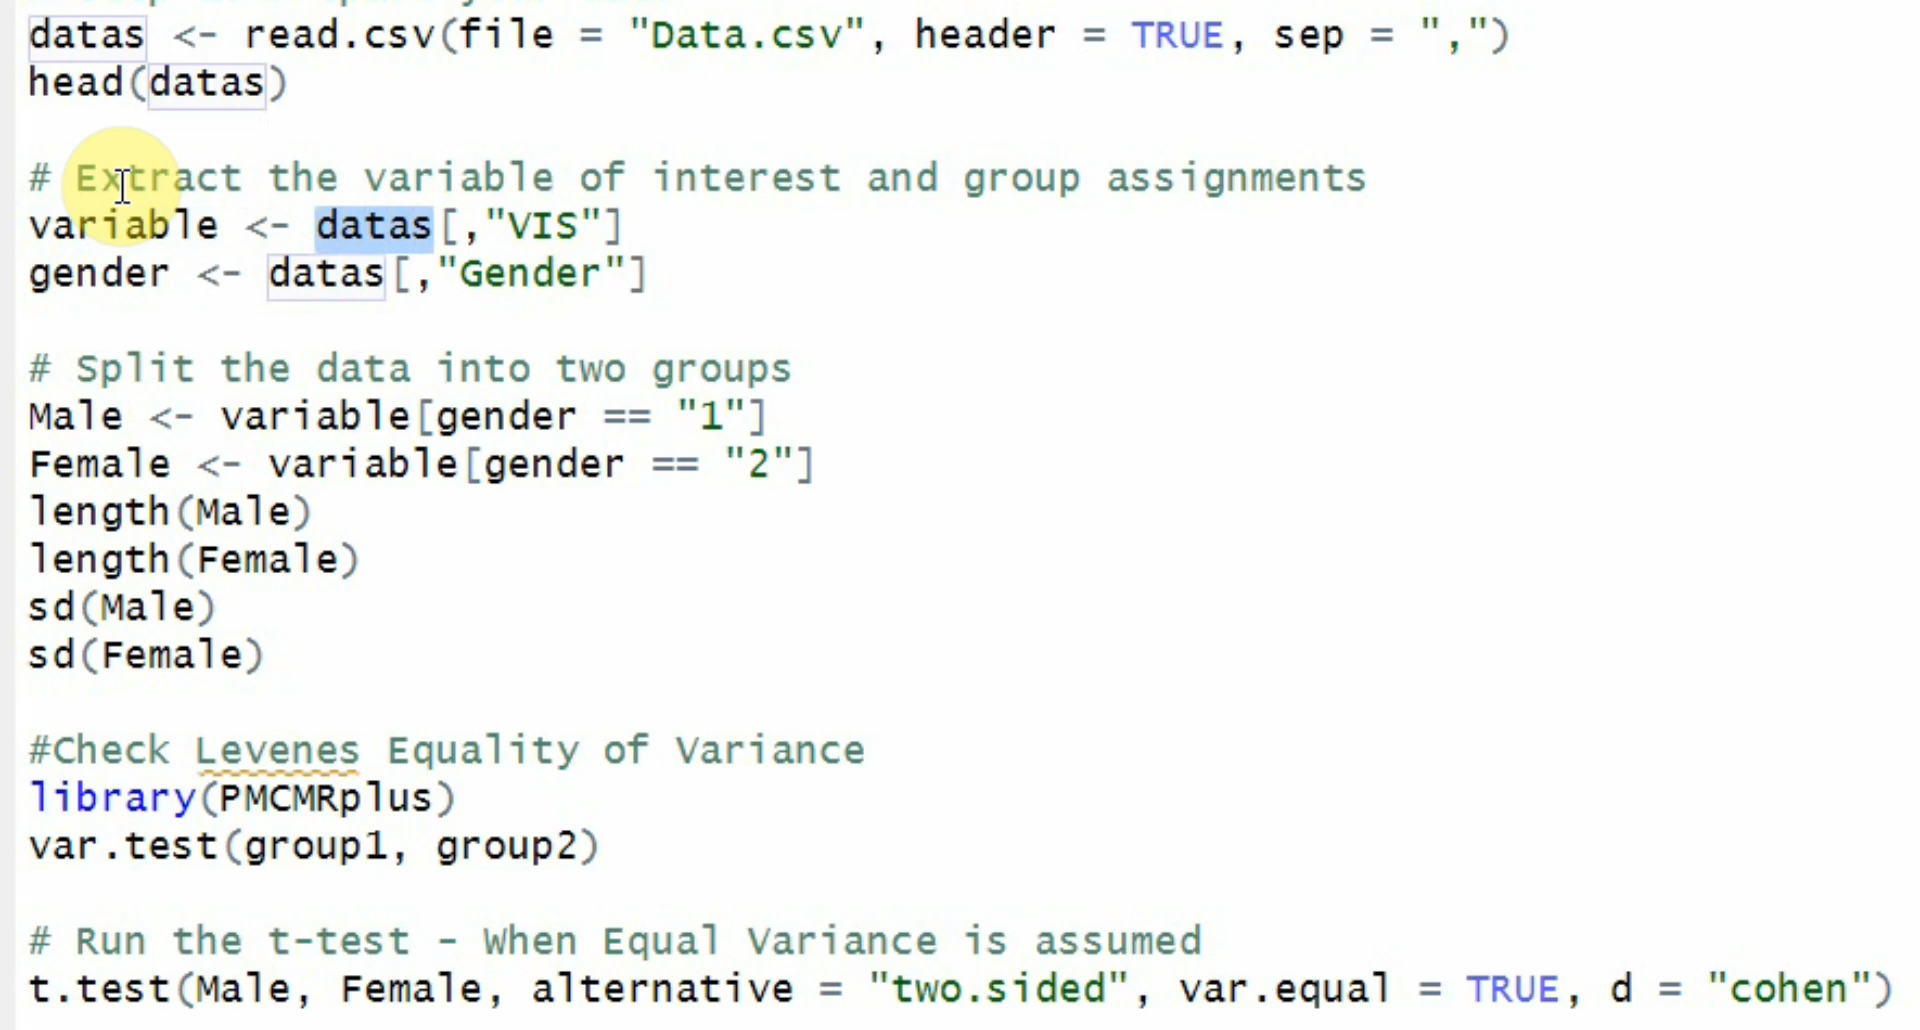 datas <- read.csv(file = "Data.csv", header = TRUE, sep = ",")
head(datas)
# Extract the variable of interest and group assignments
variable <- datas[,"VIS"]
gender <- datas[,"Gender"]
# Split the data into two groups
Male <- variable[gender == "1"]
Female <- variable[gender == "2"]
length(Male)
length(Female)
sd(Male)
sd(Female)
#Check Levenes Equality of Variance
library(PMCMRplus)
var.test(group1, group2)
# Run the t-test - When Equal Variance is assumed
t.test(Male, Female, alternative = "two.sided", var.equal = TRUE, d = "cohen")